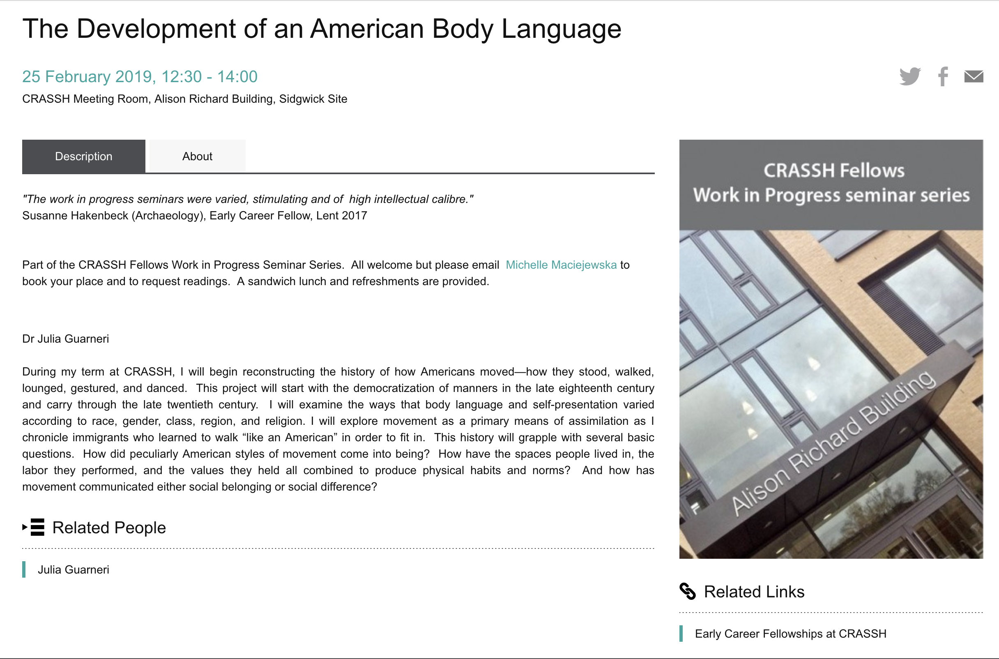 The Development of an American Body Language
25 February 2019, 12:30 - 14:00
CRASSH Meeting Room, Alison Richard Building, Sidgwick Site
Description
About
"The work in progress seminars were varied, stimulating and of  high intellectual calibre."
Susanne Hakenbeck (Archaeology), Early Career Fellow, Lent 2017
Part of the CRASSH Fellows Work in Progress Seminar Series.  All welcome but please email  Michelle Maciejewska to
book your place and to request readings.  A sandwich lunch and refreshments are provided.
Dr Julia Guarneri
During my term at CRASSH, I will begin reconstructing the history of how Americans moved—how they stood, walked,
lounged, gestured, and danced.  This project will start with the democratization of manners in the late eighteenth century
and carry through the late twentieth century.  I will examine the ways that body language and self-presentation varied
according to race, gender, class, region, and religion. I will explore movement as a primary means of assimilation as I
chronicle immigrants who learned to walk “like an American” in order to fit in.  This history will grapple with several basic
questions.  How did peculiarly American styles of movement come into being?  How have the spaces people lived in, the
labor they performed, and the values they held all combined to produce physical habits and norms?  And how has
movement communicated either social belonging or social difference?
Related People
Julia Guarneri
CRASSH Fellows
Work in Progress seminar series
Alison Richard Building
Related Links
Early Career Fellowships at CRASSH